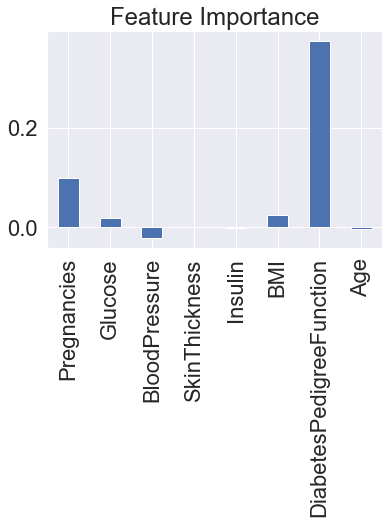 Feature Importance
0.2
0.0
Pregnancies
Glucose
BloodPressure
SkinThickness
Insulin
BMI
DiabetesPedigreeFunction
Age